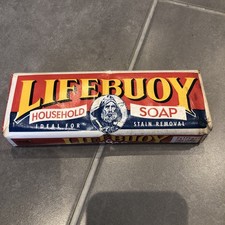 LIFEBUOY
HOUSEHOLD SOAP
IDEAL FOR STAIN REMOVAL